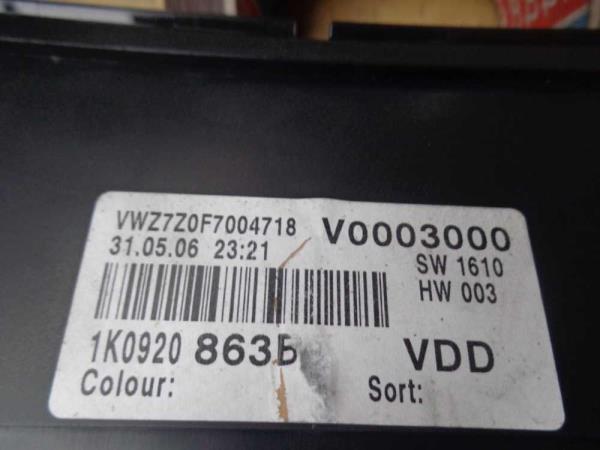 VWZ7Z0F7004718 V0003000
31.05.06 23:21 SW 1610
HW 003
1K0920 863B VDD
Colour: Sort: